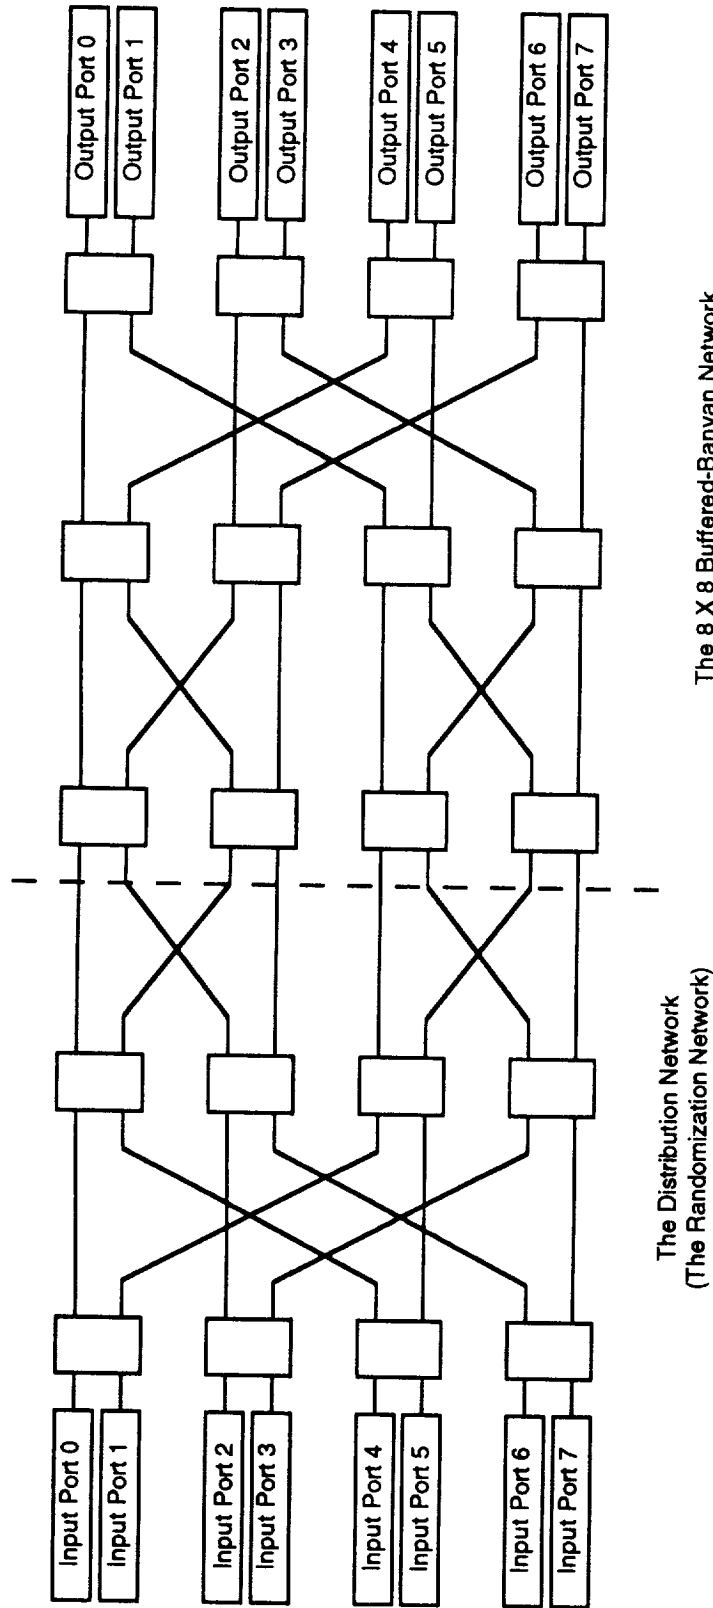 Input Port 0
Input Port 1
Input Port 2
Input Port 3
Input Port 4
Input Port 5
Input Port 6
Input Port 7
Output Port 0
Output Port 1
Output Port 2
Output Port 3
Output Port 4
Output Port 5
Output Port 6
Output Port 7
The Distribution Network
(The Randomization Network)
The 8 X 8 Buffered-Banyan Network